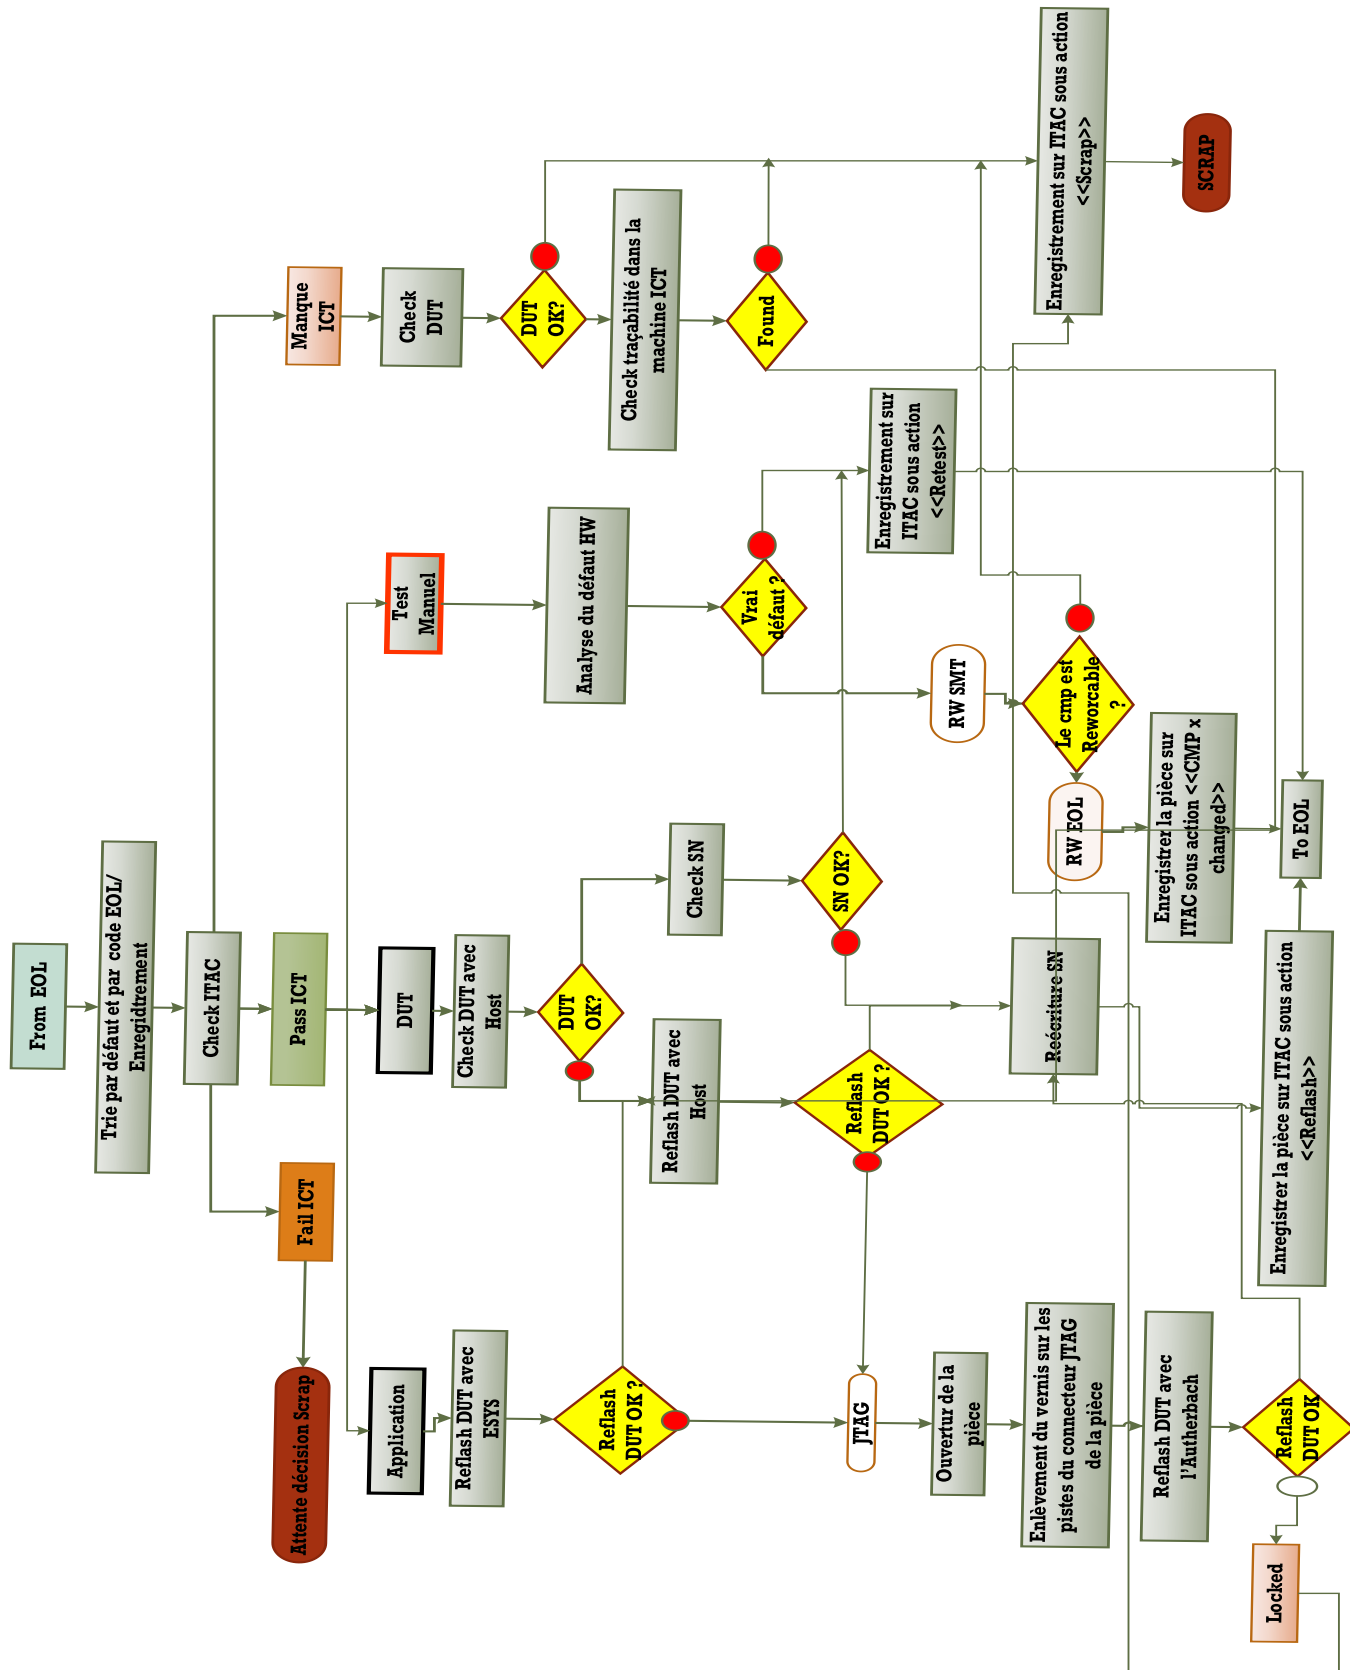 From EOL
Trie par défaut et par code EOL/
Enregidtrement
Check ITAC
Fail ICT
Pass ICT
Manque
ICT
Attente décision Scrap
Application
DUT
Test
Manuel
Check
DUT
Reflash DUT avec
ESYS
Check DUT avec
Host
Analyse du défaut HW
DUT
OK?
Reflash
DUT OK ?
DUT
OK?
Check traçabilité dans la
machine ICT
Reflash DUT avec
Host
Check SN
Vrai
défaut ?
Found
JTAG
Reflash
DUT OK ?
SN OK?
Enregistrement sur
ITAC sous action
<<Retest>>
Ouvertur de la
pièce
RW SMT
Enlèvement du vernis sur les
pistes du connecteur JTAG
de la pièce
Réécriture SN
RW EOL
Le cmp est
Reworcable
?
Enregistrement sur ITAC sous action
<<Scrap>>
Reflash DUT avec
l'Autherbach
Enregistrer la pièce sur
ITAC sous action <<CMP x
changed>>
SCRAP
Locked
Reflash
DUT OK
Enregistrer la pièce sur ITAC sous action
<<Reflash>>
To EOL